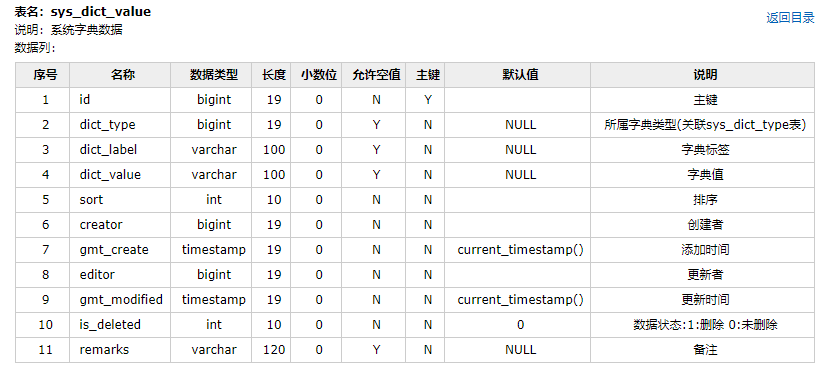 表名：sys_dict_value
返回目录
说明：系统字典数据
数据列：
序号 名称 数据类型 长度 小数位 允许空值 主键 默认值 说明
1 id bigint 19 0 N Y 主键
2 dict_type bigint 19 0 Y N NULL 所属字典类型(关联sys_dict_type表)
3 dict_label varchar 100 0 Y N NULL 字典标签
4 dict_value varchar 100 0 Y N NULL 字典值
5 sort int 10 0 N N 排序
6 creator bigint 19 0 N N 创建者
7 gmt_create timestamp 19 0 N N current_timestamp() 添加时间
8 editor bigint 19 0 N N 更新者
9 gmt_modified timestamp 19 0 N N current_timestamp() 更新时间
10 is_deleted int 10 0 N N 0 数据状态:1:删除 0:未删除
11 remarks varchar 120 0 Y N NULL 备注